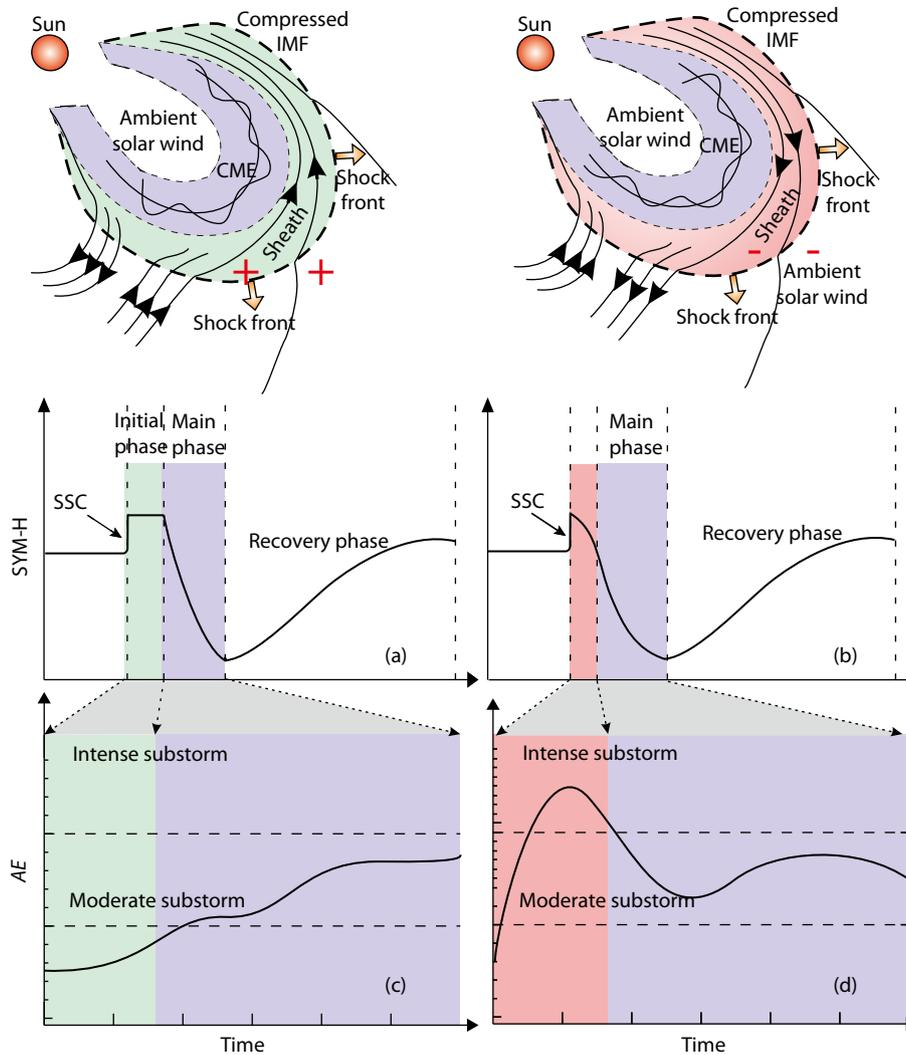 Sun
Compressed
IMF
Ambient
solar wind
CME
Shock
front
Sheath
+
+
Shock front
Sun
Compressed
IMF
Ambient
solar wind
CME
Shock
front
Sheath
-
-
Ambient
solar wind
Shock front
Initial
phase
Main
phase
SSC
Recovery phase
SYM-H
(a)
Main
phase
SSC
Recovery phase
(b)
Intense substorm
Moderate substorm
AE
(c)
Time
Intense substorm
Moderate substorm
(d)
Time